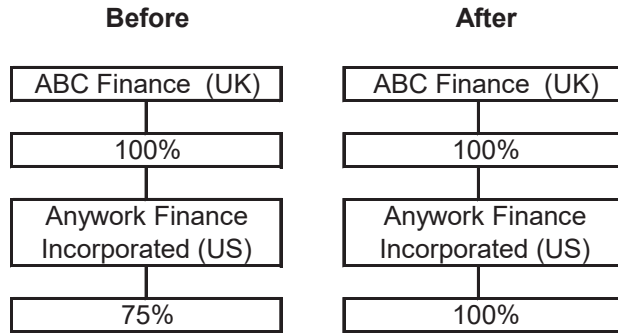 Before
ABC Finance (UK)
100%
Anywork Finance
Incorporated (US)
75%
After
ABC Finance (UK)
100%
Anywork Finance
Incorporated (US)
100%